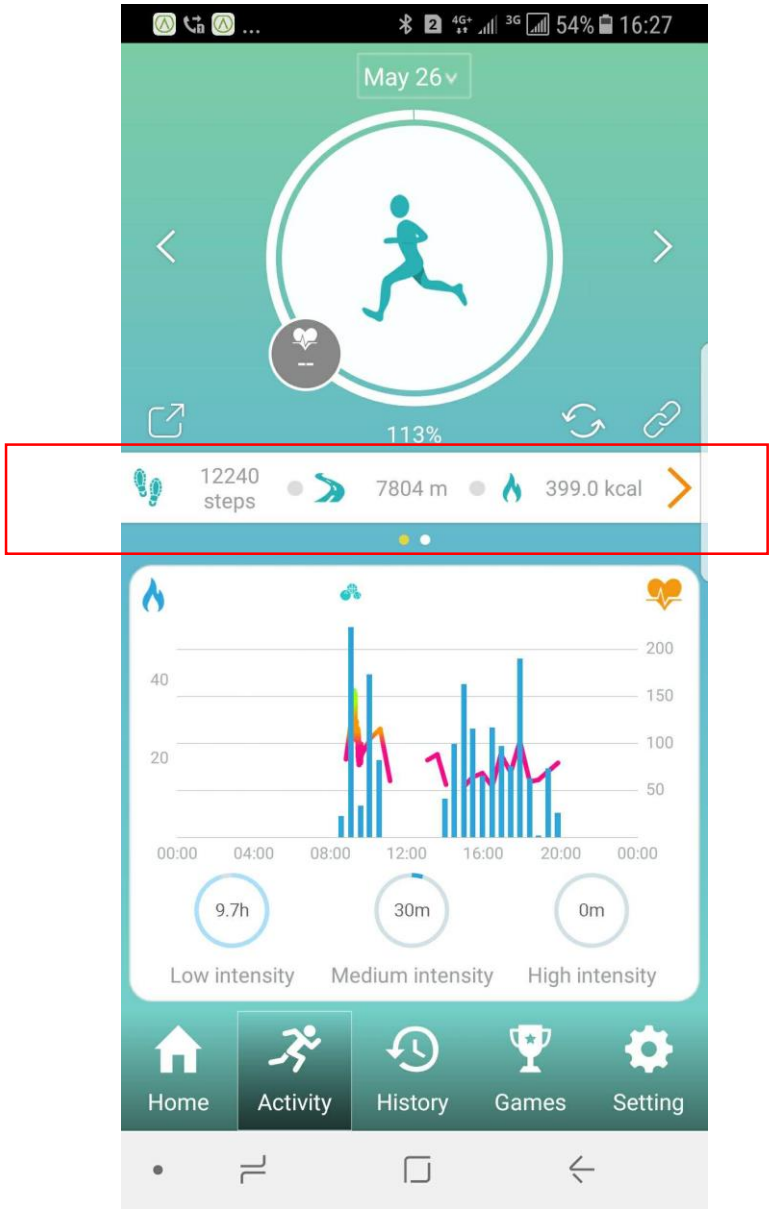 ... 2 4G+ 3G 54% 16:27
May 26
--
113%
12240 steps 7804 m 399.0 kcal
200
40
150
100
20
50
00:00 04:00 08:00 12:00 16:00 20:00 00:00
9.7h 30m 0m
Low intensity Medium intensity High intensity
Home Activity History Games Setting